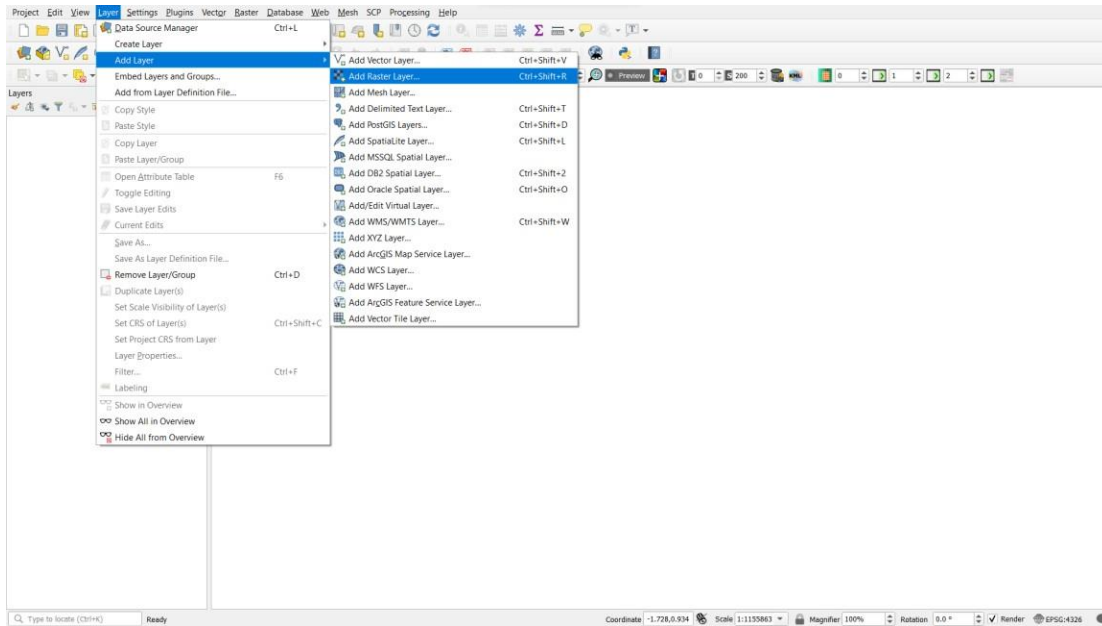 Project Edit View Layer Settings Plugins Vector Raster Database Web Mesh SCP Processing Help
Data Source Manager Ctrl+L
Create Layer
Add Layer
Embed Layers and Groups...
Add from Layer Definition File...
Copy Style
Paste Style
Copy Layer
Paste Layer/Group
Open Attribute Table F6
Toggle Editing
Save Layer Edits
Current Edits
Save As...
Save As Layer Definition File...
Remove Layer/Group Ctrl+D
Duplicate Layer(s)
Set Scale Visibility of Layer(s)
Set CRS of Layer(s) Ctrl+Shift+C
Set Project CRS from Layer
Layer Properties...
Filter... Ctrl+F
Labeling
Show in Overview
Show All in Overview
Hide All from Overview
Add Vector Layer... Ctrl+Shift+V
Add Raster Layer... Ctrl+Shift+R
Add Mesh Layer...
Add Delimited Text Layer... Ctrl+Shift+T
Add PostGIS Layers... Ctrl+Shift+D
Add SpatiaLite Layer... Ctrl+Shift+L
Add MSSQL Spatial Layer...
Add DB2 Spatial Layer... Ctrl+Shift+2
Add Oracle Spatial Layer... Ctrl+Shift+O
Add/Edit Virtual Layer...
Add WMS/WMTS Layer... Ctrl+Shift+W
Add XYZ Layer...
Add ArcGIS Map Service Layer...
Add WCS Layer...
Add WFS Layer...
Add ArcGIS Feature Service Layer...
Add Vector Tile Layer...
Preview 0 200 KML 0 1 2
Layers
Type to locate (Ctrl+K) Ready Coordinate -1.728,0.934 Scale 1:1155863 Magnifier 100% Rotation 0.0 ° Render EPSG:4326